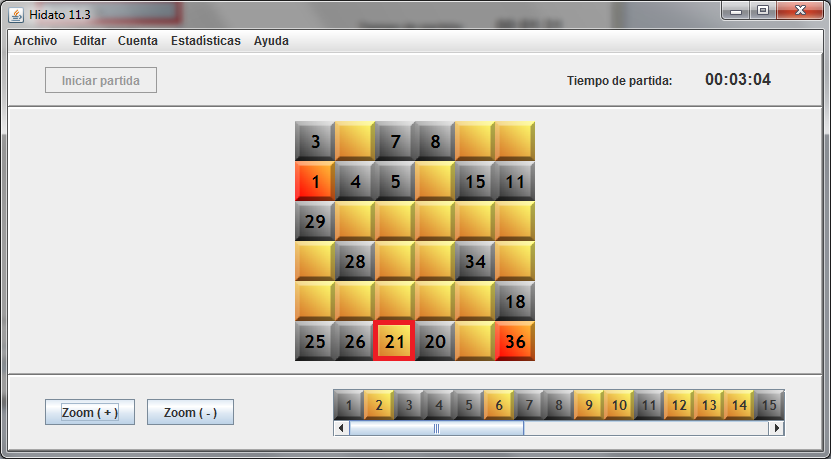 Hidato 11.3
Archivo Editar Cuenta Estadísticas Ayuda
Iniciar partida Tiempo de partida: 00:03:04
3 7 8
1 4 5 15 11
29
28 34
18
25 26 21 20 36
Zoom ( + ) Zoom ( - ) 1 2 3 4 5 6 7 8 9 10 11 12 13 14 15